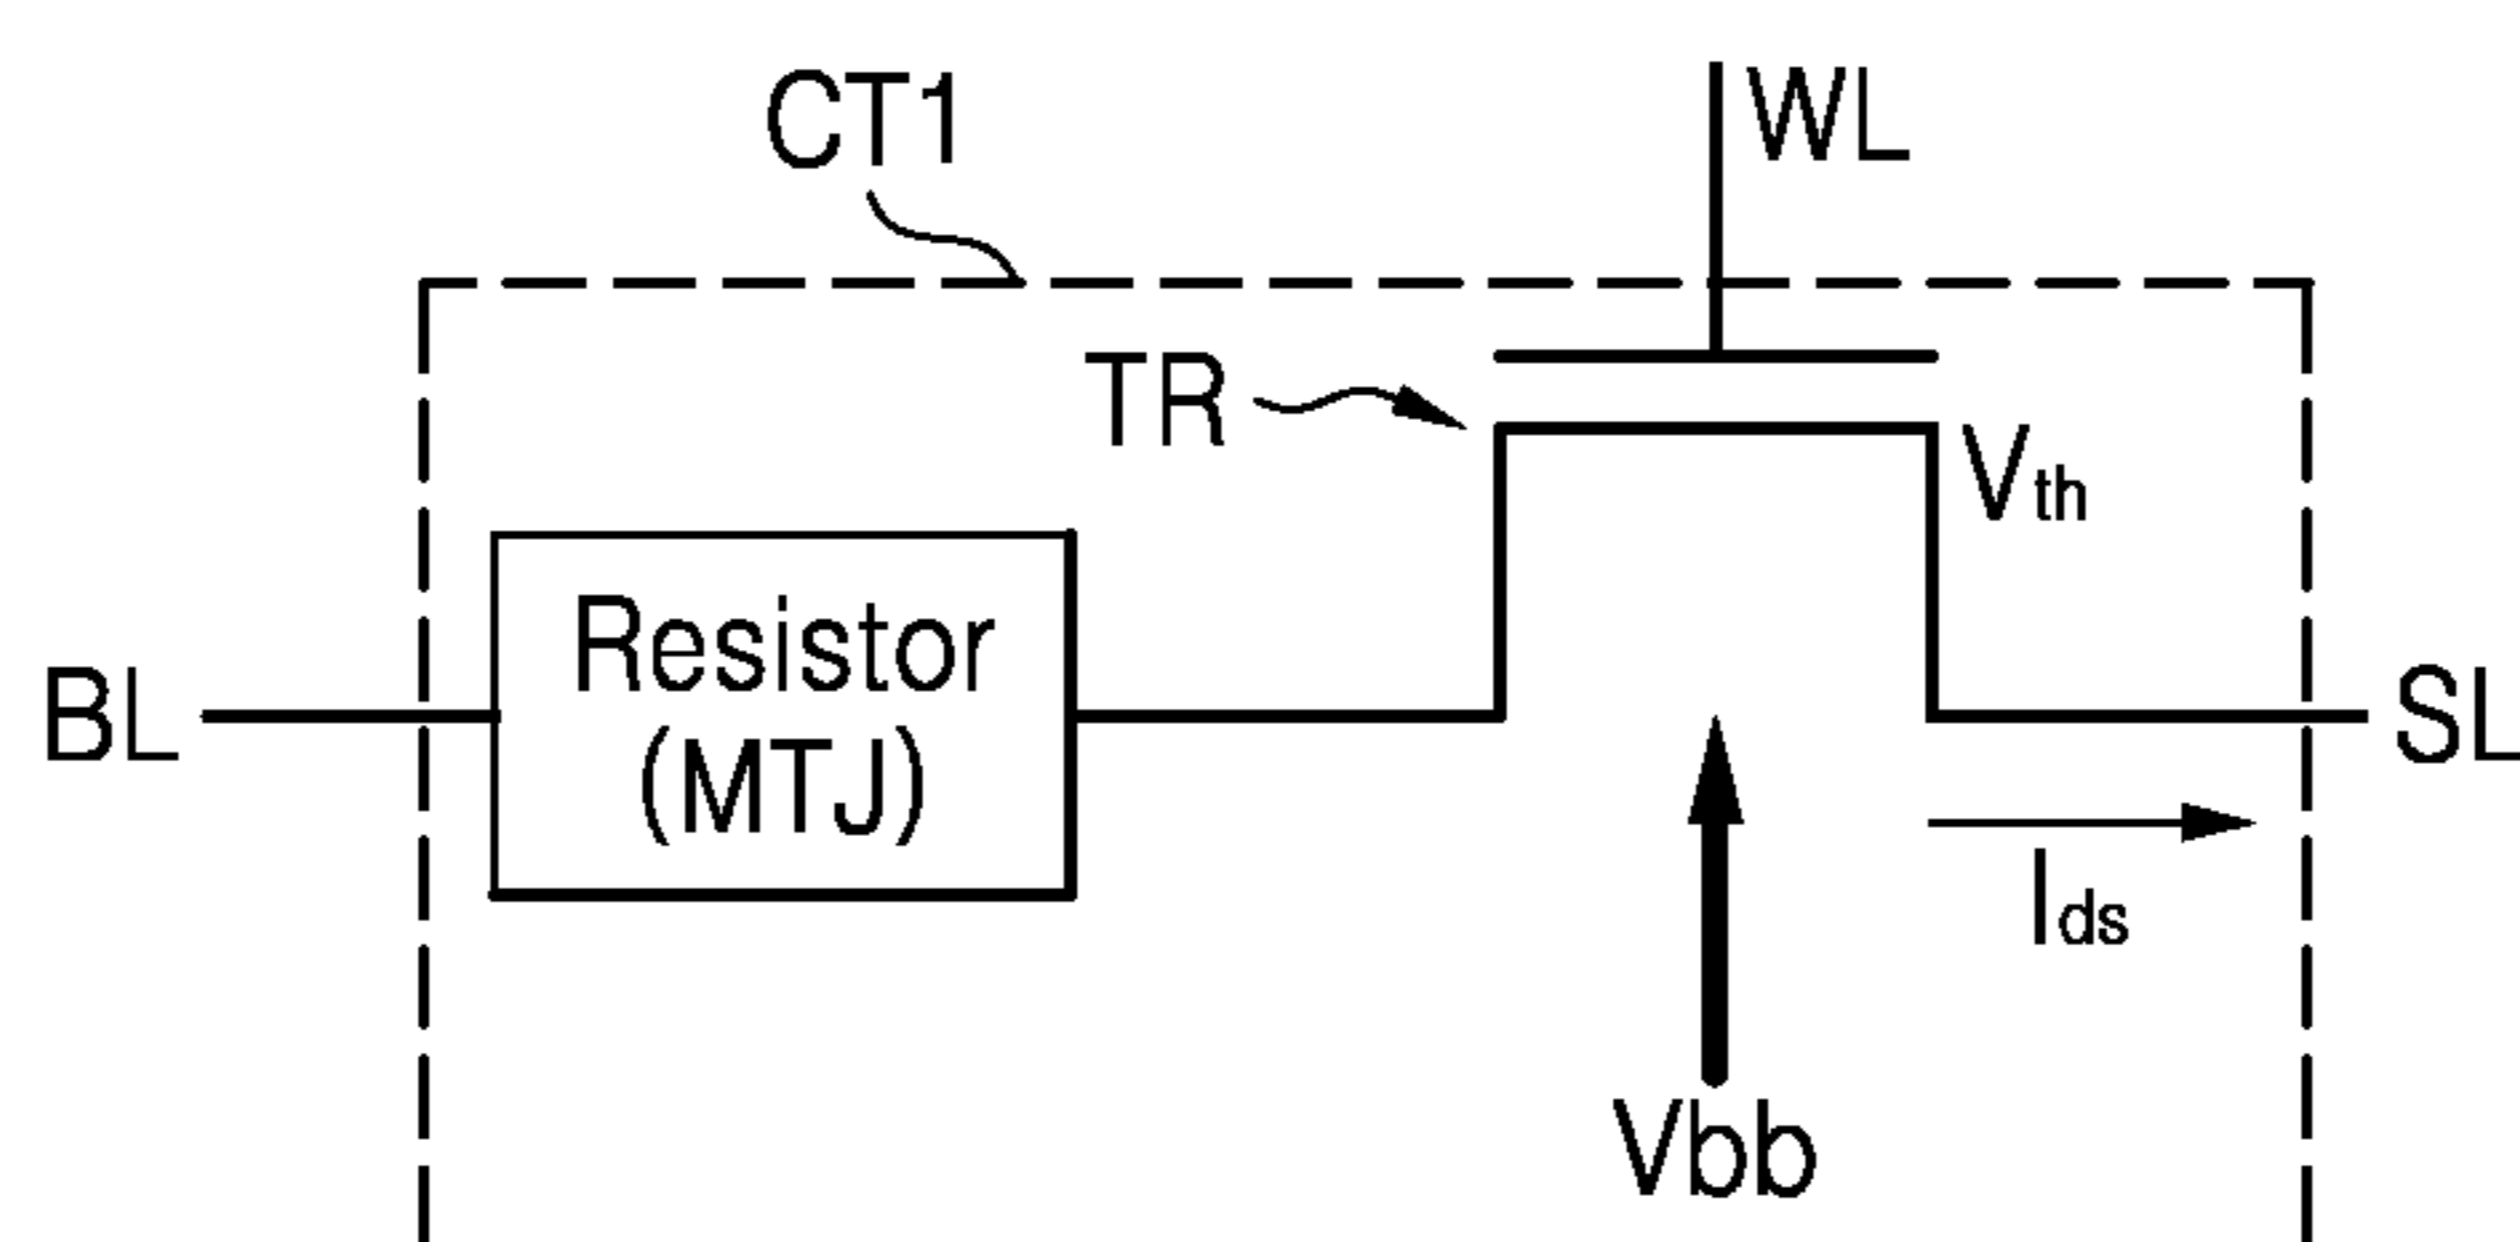 CT1
WL
TR
Vth
Resistor
(MTJ)
BL
SL
Ids
Vbb